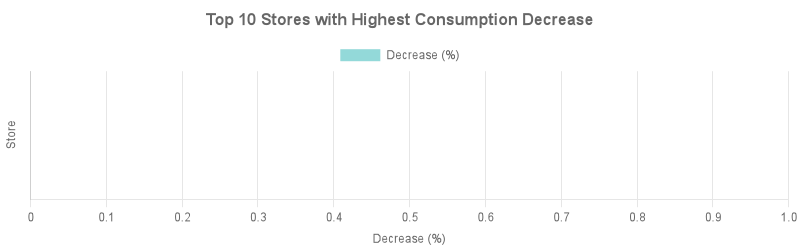 Top 10 Stores with Highest Consumption Decrease
Decrease (%)
Store
0 0.1 0.2 0.3 0.4 0.5 0.6 0.7 0.8 0.9 1.0
Decrease (%)